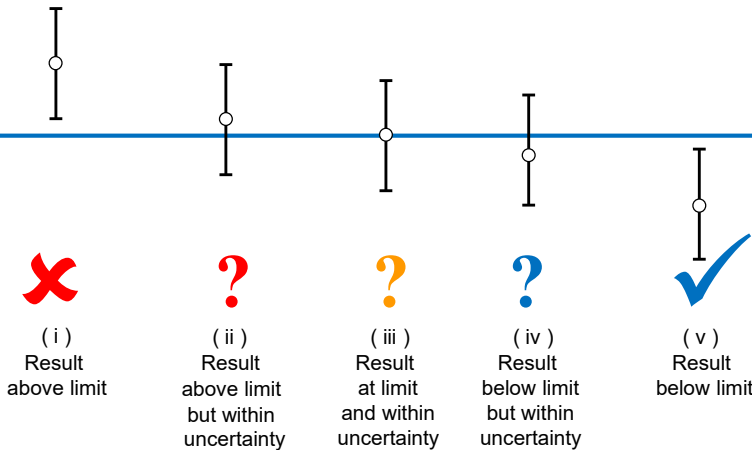 ( i )
Result
above limit
( ii )
Result
above limit
but within
uncertainty
( iii )
Result
at limit
and within
uncertainty
( iv )
Result
below limit
but within
uncertainty
( v )
Result
below limit